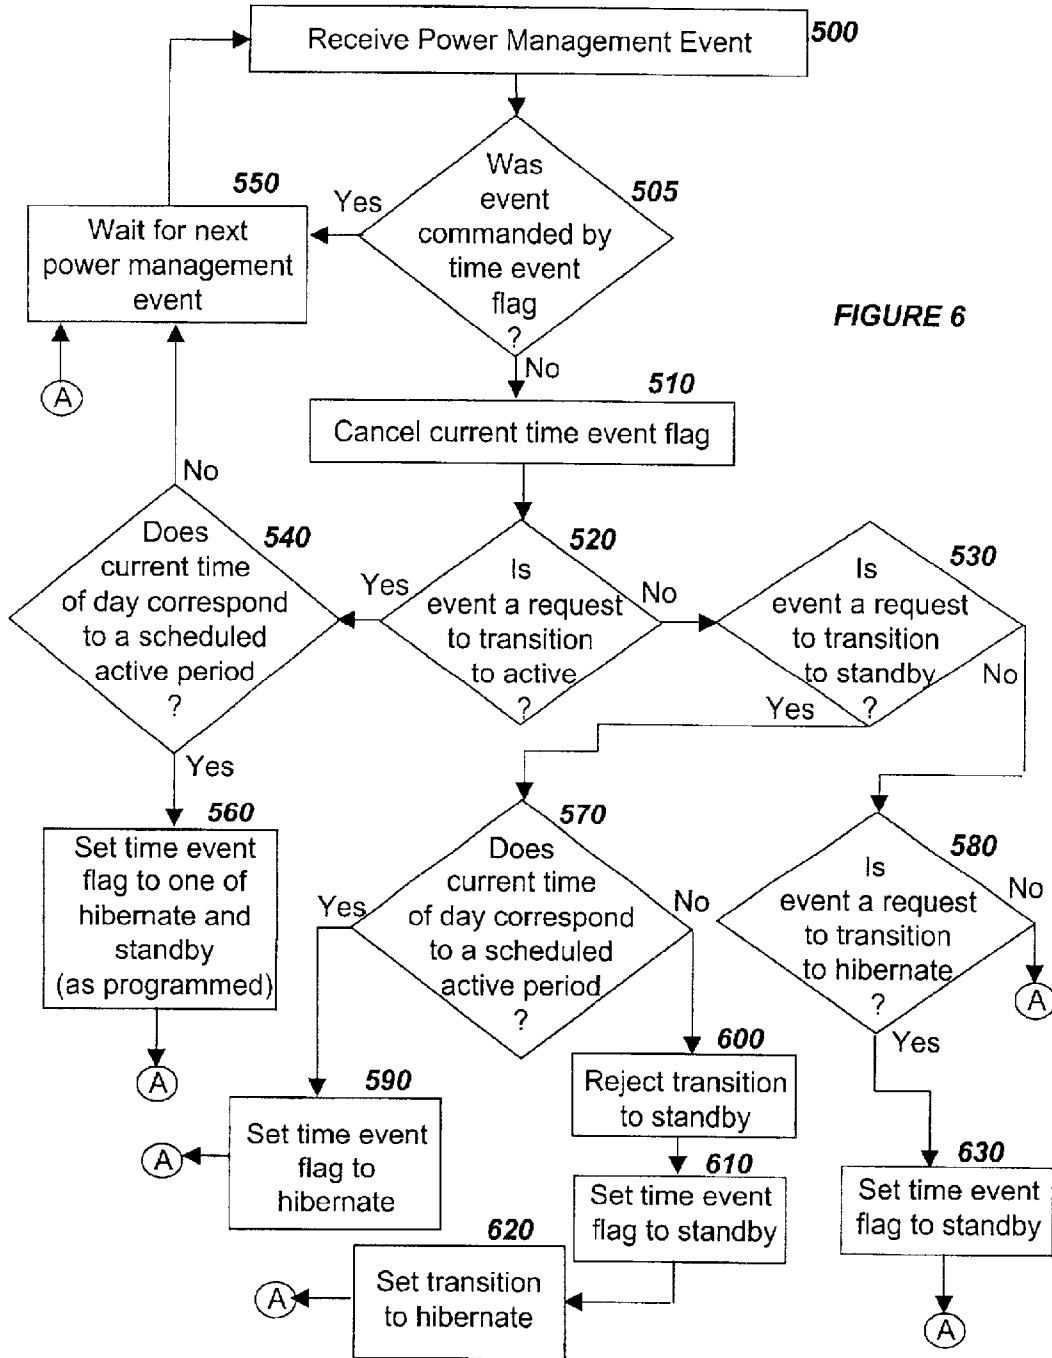 Receive Power Management Event
500
Was
event
commanded by
time event
flag
?
505
Yes
No
550
Wait for next
power management
event
A
FIGURE 6
510
Cancel current time event flag
No
Does
current time
of day correspond
to a scheduled
active period
?
540
Yes
Yes
Is
event a request
to transition
to active
?
520
No
Is
event a request
to transition
to standby
?
530
No
Yes
560
Set time event
flag to one of
hibernate and
standby
(as programmed)
A
Does
current time
of day correspond
to a scheduled
active period
?
570
Yes
No
Is
event a request
to transition
to hibernate
?
580
No
A
Yes
590
Set time event
flag to
hibernate
A
600
Reject transition
to standby
610
Set time event
flag to standby
620
Set transition
to hibernate
A
630
Set time event
flag to standby
A